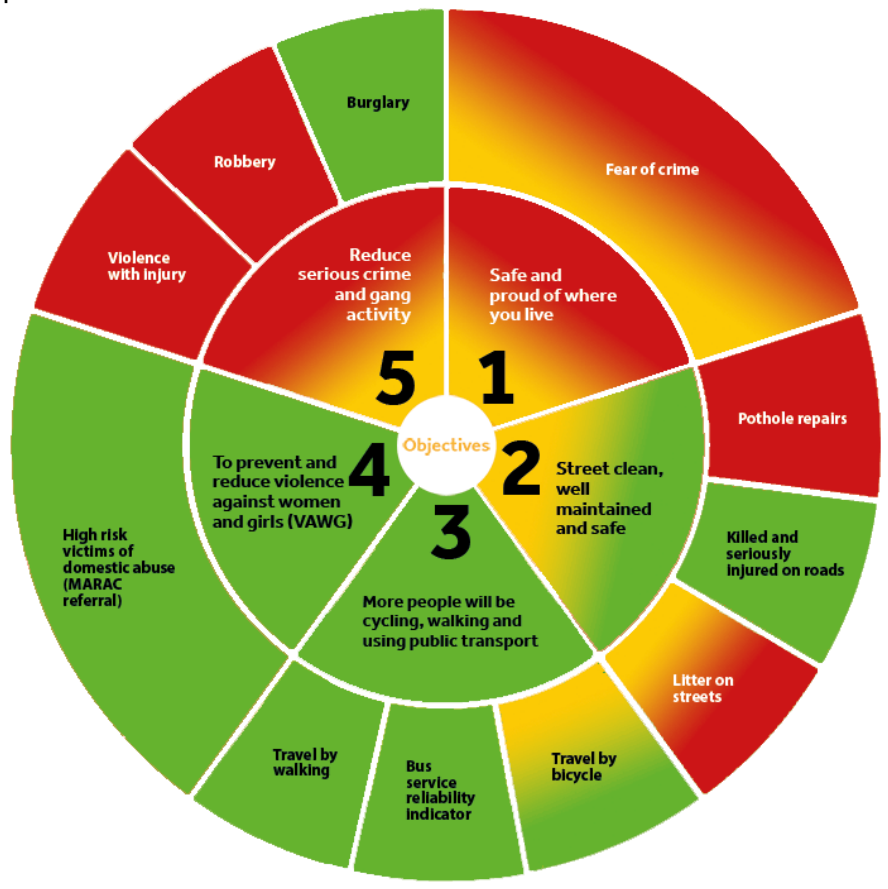 Burglary
Fear of crime
Robbery
Violence
with injury
Reduce
serious crime
and gang
activity
5
Safe and
proud of where
you live
1
Objectives
Pothole repairs
2
Street clean,
well
maintained
and safe
Killed and
seriously
injured on roads
Litter on
streets
3
More people will be
cycling, walking and
using public transport
Travel by
bicycle
Bus
service
reliability
indicator
Travel by
walking
4
To prevent and
reduce violence
against women
and girls (VAWG)
High risk
victims of
domestic abuse
(MARAC
referral)